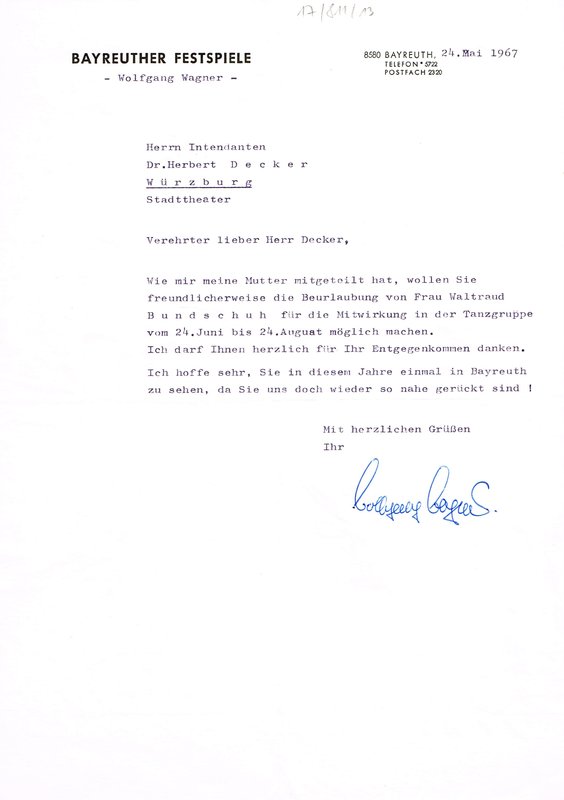 17/811/13
BAYREUTHER FESTSPIELE
- Wolfgang Wagner -
8580 BAYREUTH, 24.Mai 1967
TELEFON * 5722
POSTFACH 2320
Herrn Intendanten
Dr.Herbert D e c k e r
W ü r z b u r g
Stadttheater
Verehrter lieber Herr Decker,
Wie mir meine Mutter mitgeteilt hat, wollen Sie
freundlicherweise die Beurlaubung von Frau Waltraud
B u n d s c h u h für die Mitwirkung in der Tanzgruppe
vom 24.Juni bis 24.August möglich machen.
Ich darf Ihnen herzlich für Ihr Entgegenkommen danken.
Ich hoffe sehr, Sie in diesem Jahre einmal in Bayreuth
zu sehen, da Sie uns doch wieder so nahe gerückt sind !
Mit herzlichen Grüßen
Ihr
Wolfgang Wagner.